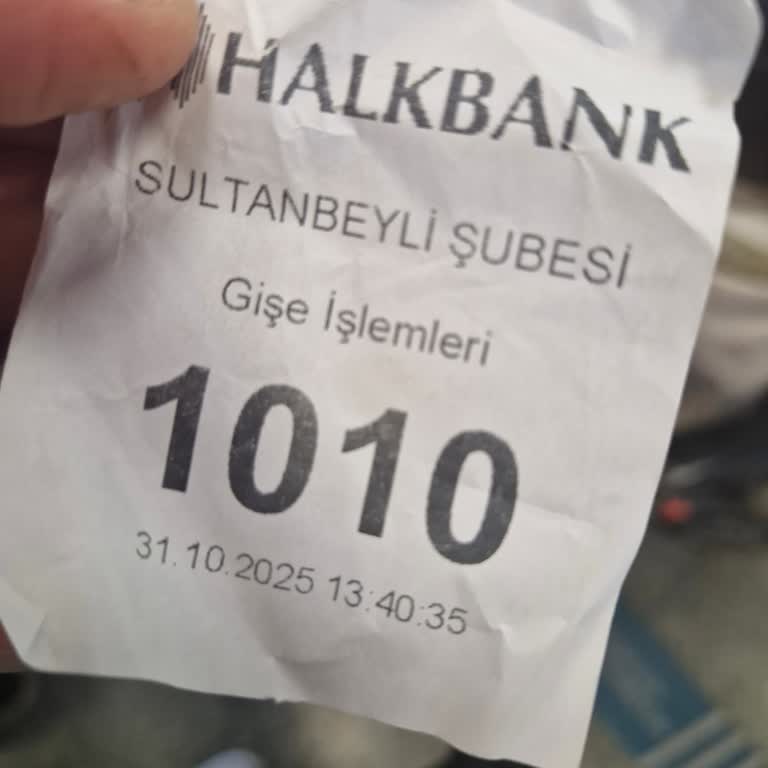 HALKBANK
SULTANBEYLİ ŞUBESİ
Gişe İşlemleri
1010
31.10.2025 13:40:35